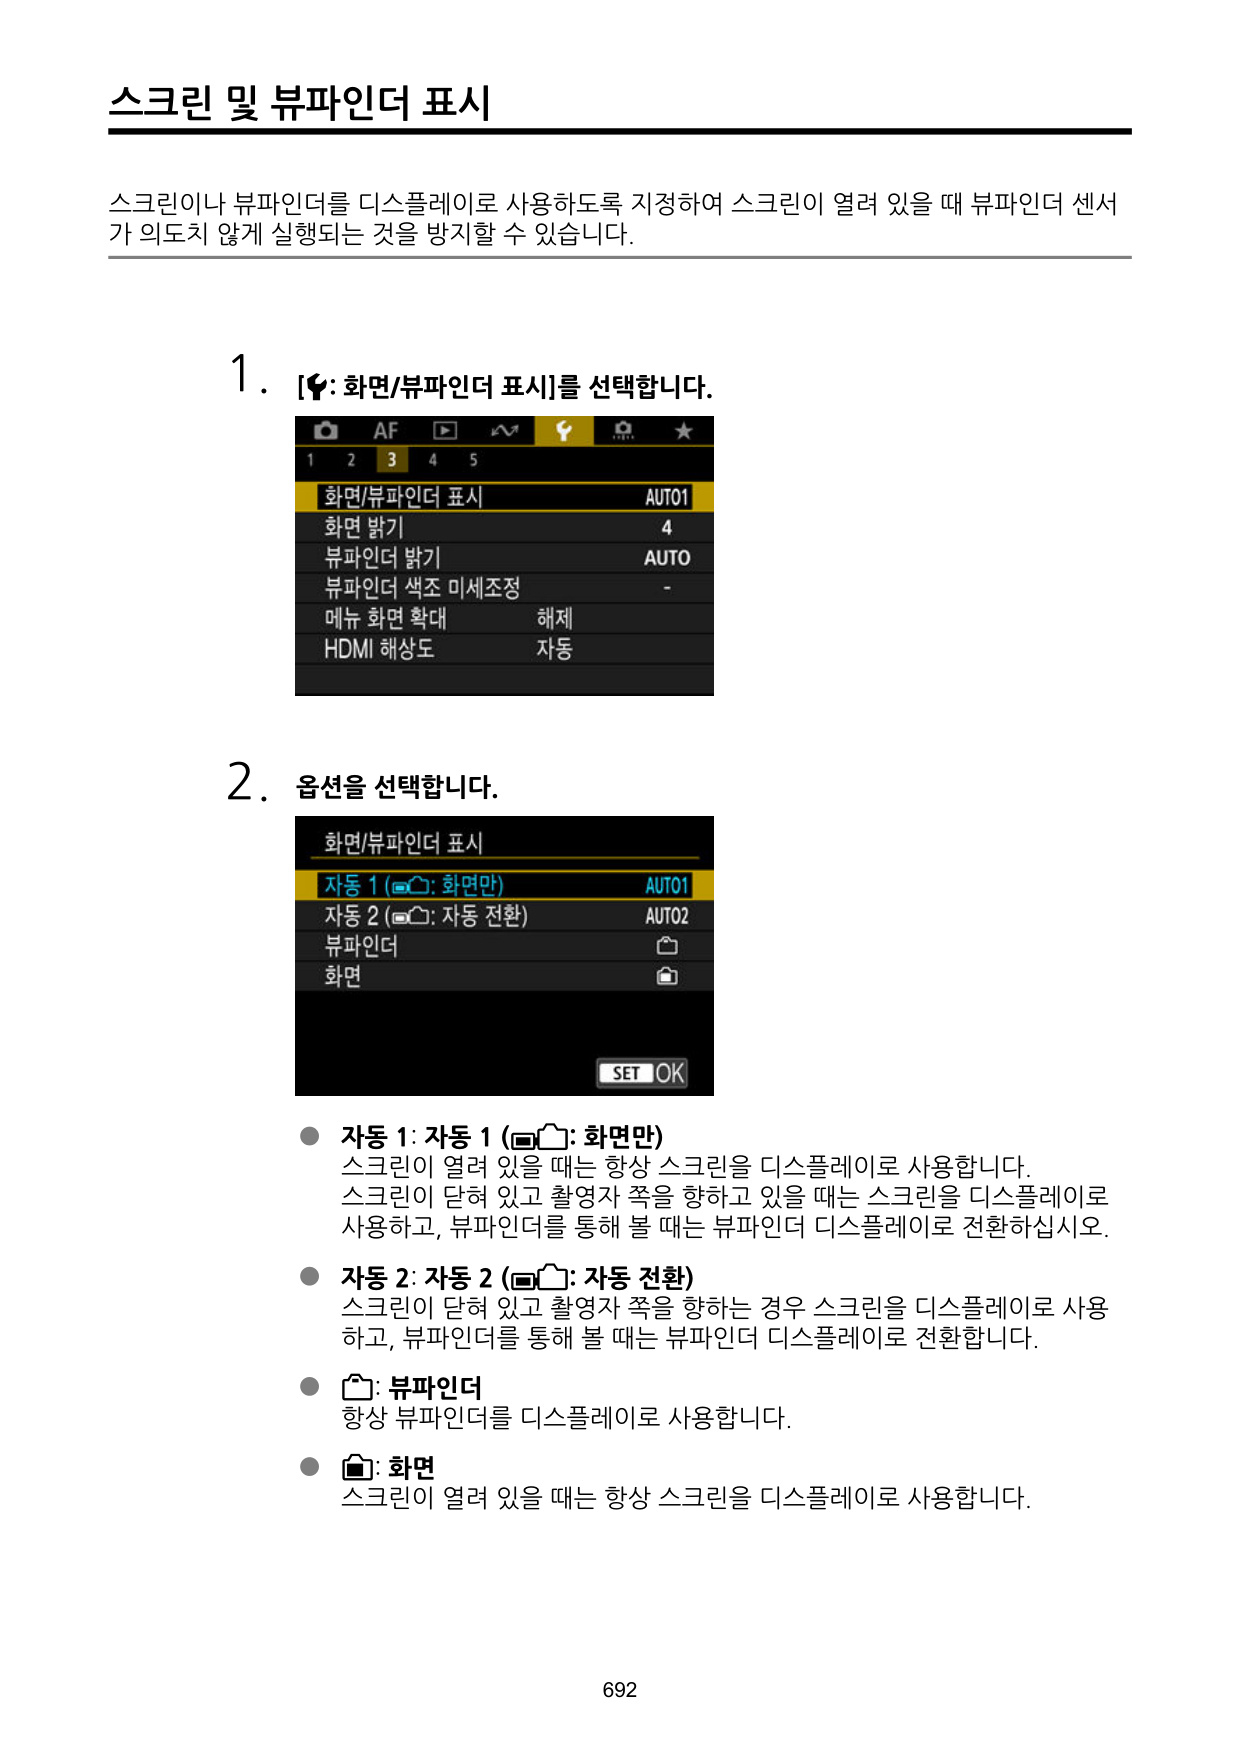 스크린 및 뷰파인더 표시
스크린이나 뷰파인더를 디스플레이로 사용하도록 지정하여 스크린이 열려 있을 때 뷰파인더 센서
가 의도치 않게 실행되는 것을 방지할 수 있습니다.
1. [: 화면/뷰파인더 표시]를 선택합니다.
AF
1 2 3 4 5
화면/뷰파인더 표시 AUTO1
화면 밝기 4
뷰파인더 밝기 AUTO
뷰파인더 색조 미세조정 -
메뉴 화면 확대 해제
HDMI 해상도 자동
2. 옵션을 선택합니다.
화면/뷰파인더 표시
자동 1 (: 화면만) AUTO1
자동 2 (: 자동 전환) AUTO2
뷰파인더
화면
SET OK
● 자동 1: 자동 1 (: 화면만)
스크린이 열려 있을 때는 항상 스크린을 디스플레이로 사용합니다.
스크린이 닫혀 있고 촬영자 쪽을 향하고 있을 때는 스크린을 디스플레이로
사용하고, 뷰파인더를 통해 볼 때는 뷰파인더 디스플레이로 전환하십시오.
● 자동 2: 자동 2 (: 자동 전환)
스크린이 닫혀 있고 촬영자 쪽을 향하는 경우 스크린을 디스플레이로 사용
하고, 뷰파인더를 통해 볼 때는 뷰파인더 디스플레이로 전환합니다.
● : 뷰파인더
항상 뷰파인더를 디스플레이로 사용합니다.
● : 화면
스크린이 열려 있을 때는 항상 스크린을 디스플레이로 사용합니다.
692